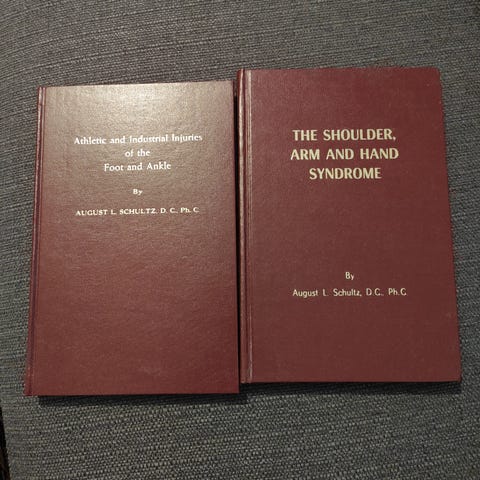 Athletic and Industrial Injuries
of the
Foot and Ankle
By
AUGUST L. SCHULTZ, D. C., Ph. C.
THE SHOULDER,
ARM AND HAND
SYNDROME
By
August L. Schultz, D.C., Ph.C.